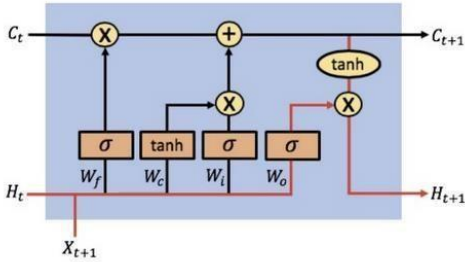 C_t X + C_{t+1}
tanh
X X
σ tanh σ σ
W_f W_c W_i W_o
H_t H_{t+1}
X_{t+1}